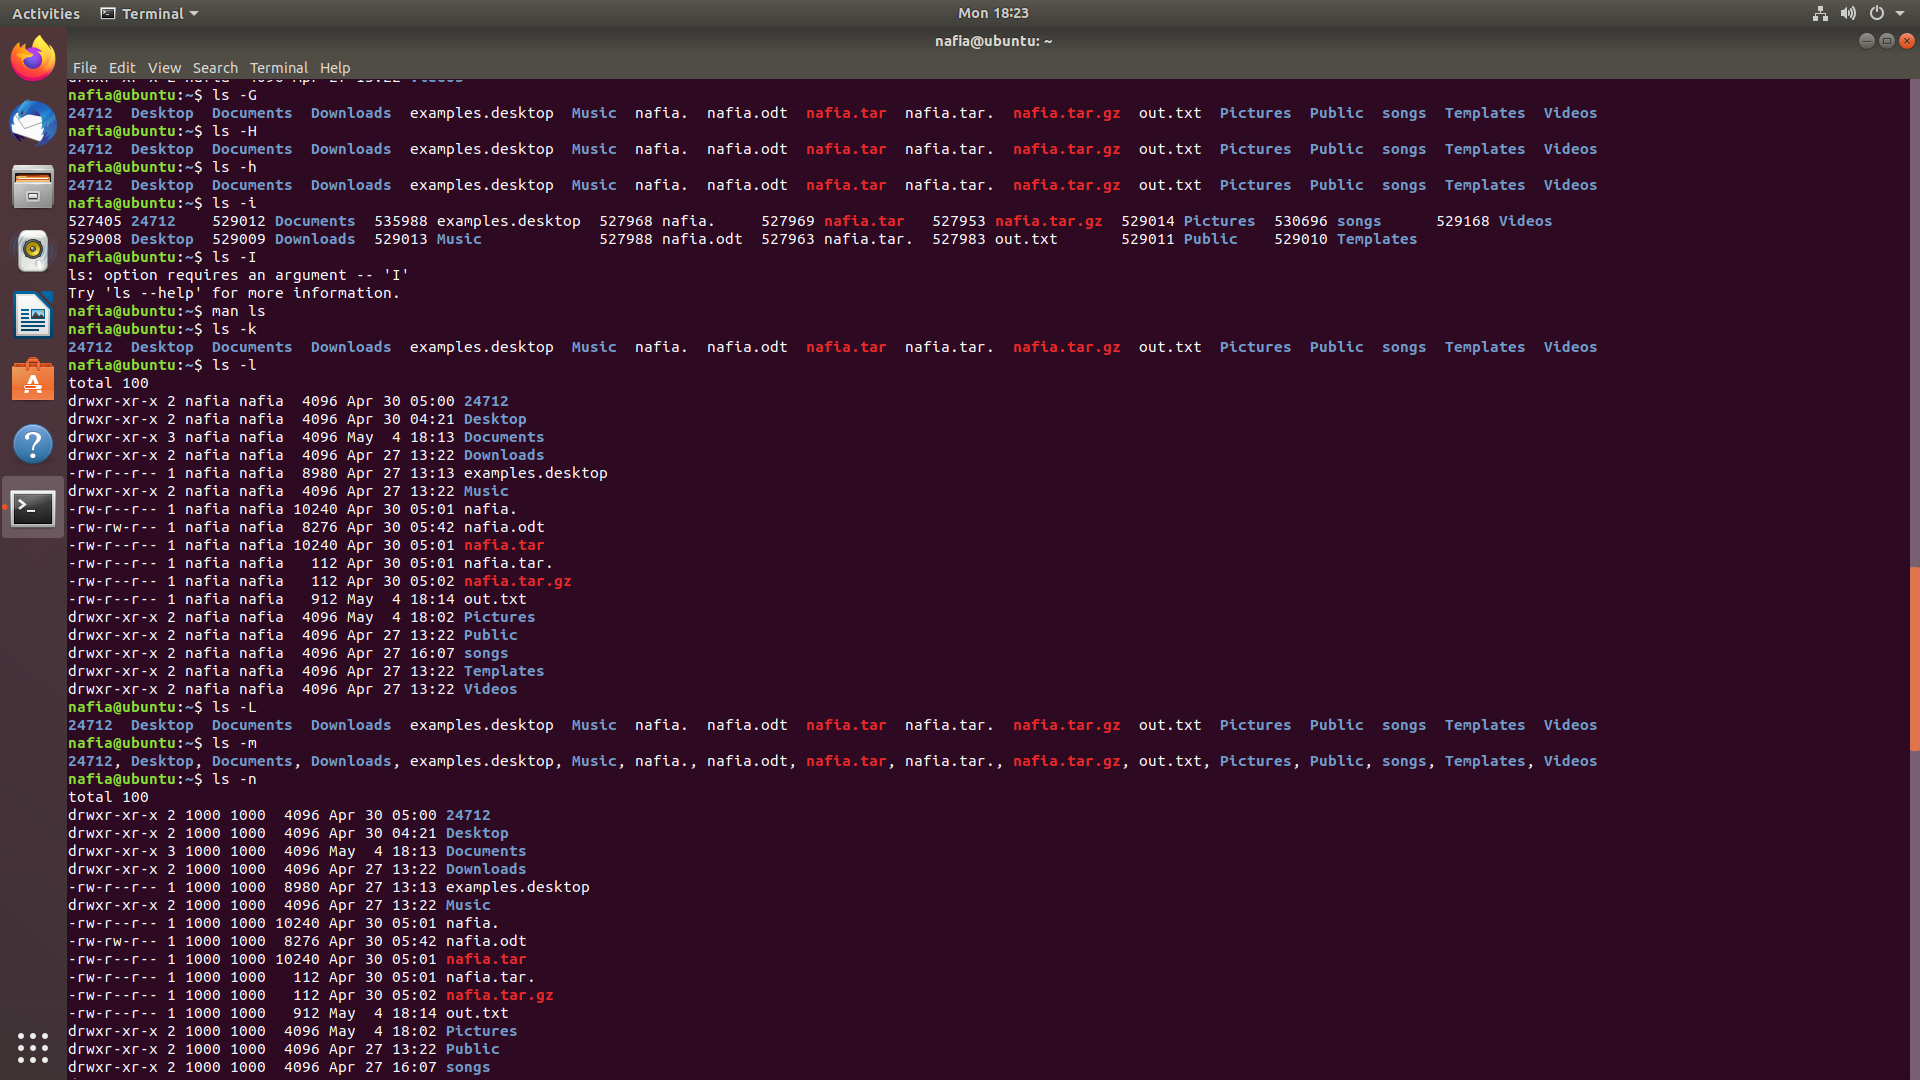 Activities Terminal Mon 18:23
nafia@ubuntu: ~
File Edit View Search Terminal Help
nafia@ubuntu:~$ ls -G
24712  Desktop  Documents  Downloads  examples.desktop  Music  nafia.  nafia.odt  nafia.tar  nafia.tar.  nafia.tar.gz  out.txt  Pictures  Public  songs  Templates  Videos
nafia@ubuntu:~$ ls -H
24712  Desktop  Documents  Downloads  examples.desktop  Music  nafia.  nafia.odt  nafia.tar  nafia.tar.  nafia.tar.gz  out.txt  Pictures  Public  songs  Templates  Videos
nafia@ubuntu:~$ ls -h
24712  Desktop  Documents  Downloads  examples.desktop  Music  nafia.  nafia.odt  nafia.tar  nafia.tar.  nafia.tar.gz  out.txt  Pictures  Public  songs  Templates  Videos
nafia@ubuntu:~$ ls -i
527405 24712    529012 Documents  535988 examples.desktop  527968 nafia.     527969 nafia.tar   527953 nafia.tar.gz  529014 Pictures  530696 songs      529168 Videos
529008 Desktop  529009 Downloads  529013 Music             527988 nafia.odt  527963 nafia.tar.  527983 out.txt       529011 Public    529010 Templates
nafia@ubuntu:~$ ls -I
ls: option requires an argument -- 'I'
Try 'ls --help' for more information.
nafia@ubuntu:~$ man ls
nafia@ubuntu:~$ ls -k
24712  Desktop  Documents  Downloads  examples.desktop  Music  nafia.  nafia.odt  nafia.tar  nafia.tar.  nafia.tar.gz  out.txt  Pictures  Public  songs  Templates  Videos
nafia@ubuntu:~$ ls -l
total 100
drwxr-xr-x 2 nafia nafia  4096 Apr 30 05:00 24712
drwxr-xr-x 2 nafia nafia  4096 Apr 30 04:21 Desktop
drwxr-xr-x 3 nafia nafia  4096 May  4 18:13 Documents
drwxr-xr-x 2 nafia nafia  4096 Apr 27 13:22 Downloads
-rw-r--r-- 1 nafia nafia  8980 Apr 27 13:13 examples.desktop
drwxr-xr-x 2 nafia nafia  4096 Apr 27 13:22 Music
-rw-r--r-- 1 nafia nafia 10240 Apr 30 05:01 nafia.
-rw-rw-r-- 1 nafia nafia  8276 Apr 30 05:42 nafia.odt
-rw-r--r-- 1 nafia nafia 10240 Apr 30 05:01 nafia.tar
-rw-r--r-- 1 nafia nafia   112 Apr 30 05:01 nafia.tar.
-rw-r--r-- 1 nafia nafia   112 Apr 30 05:02 nafia.tar.gz
-rw-r--r-- 1 nafia nafia   912 May  4 18:14 out.txt
drwxr-xr-x 2 nafia nafia  4096 May  4 18:02 Pictures
drwxr-xr-x 2 nafia nafia  4096 Apr 27 13:22 Public
drwxr-xr-x 2 nafia nafia  4096 Apr 27 16:07 songs
drwxr-xr-x 2 nafia nafia  4096 Apr 27 13:22 Templates
drwxr-xr-x 2 nafia nafia  4096 Apr 27 13:22 Videos
nafia@ubuntu:~$ ls -L
24712  Desktop  Documents  Downloads  examples.desktop  Music  nafia.  nafia.odt  nafia.tar  nafia.tar.  nafia.tar.gz  out.txt  Pictures  Public  songs  Templates  Videos
nafia@ubuntu:~$ ls -m
24712, Desktop, Documents, Downloads, examples.desktop, Music, nafia., nafia.odt, nafia.tar, nafia.tar., nafia.tar.gz, out.txt, Pictures, Public, songs, Templates, Videos
nafia@ubuntu:~$ ls -n
total 100
drwxr-xr-x 2 1000 1000  4096 Apr 30 05:00 24712
drwxr-xr-x 2 1000 1000  4096 Apr 30 04:21 Desktop
drwxr-xr-x 3 1000 1000  4096 May  4 18:13 Documents
drwxr-xr-x 2 1000 1000  4096 Apr 27 13:22 Downloads
-rw-r--r-- 1 1000 1000  8980 Apr 27 13:13 examples.desktop
drwxr-xr-x 2 1000 1000  4096 Apr 27 13:22 Music
-rw-r--r-- 1 1000 1000 10240 Apr 30 05:01 nafia.
-rw-rw-r-- 1 1000 1000  8276 Apr 30 05:42 nafia.odt
-rw-r--r-- 1 1000 1000 10240 Apr 30 05:01 nafia.tar
-rw-r--r-- 1 1000 1000   112 Apr 30 05:01 nafia.tar.
-rw-r--r-- 1 1000 1000   112 Apr 30 05:02 nafia.tar.gz
-rw-r--r-- 1 1000 1000   912 May  4 18:14 out.txt
drwxr-xr-x 2 1000 1000  4096 May  4 18:02 Pictures
drwxr-xr-x 2 1000 1000  4096 Apr 27 13:22 Public
drwxr-xr-x 2 1000 1000  4096 Apr 27 16:07 songs